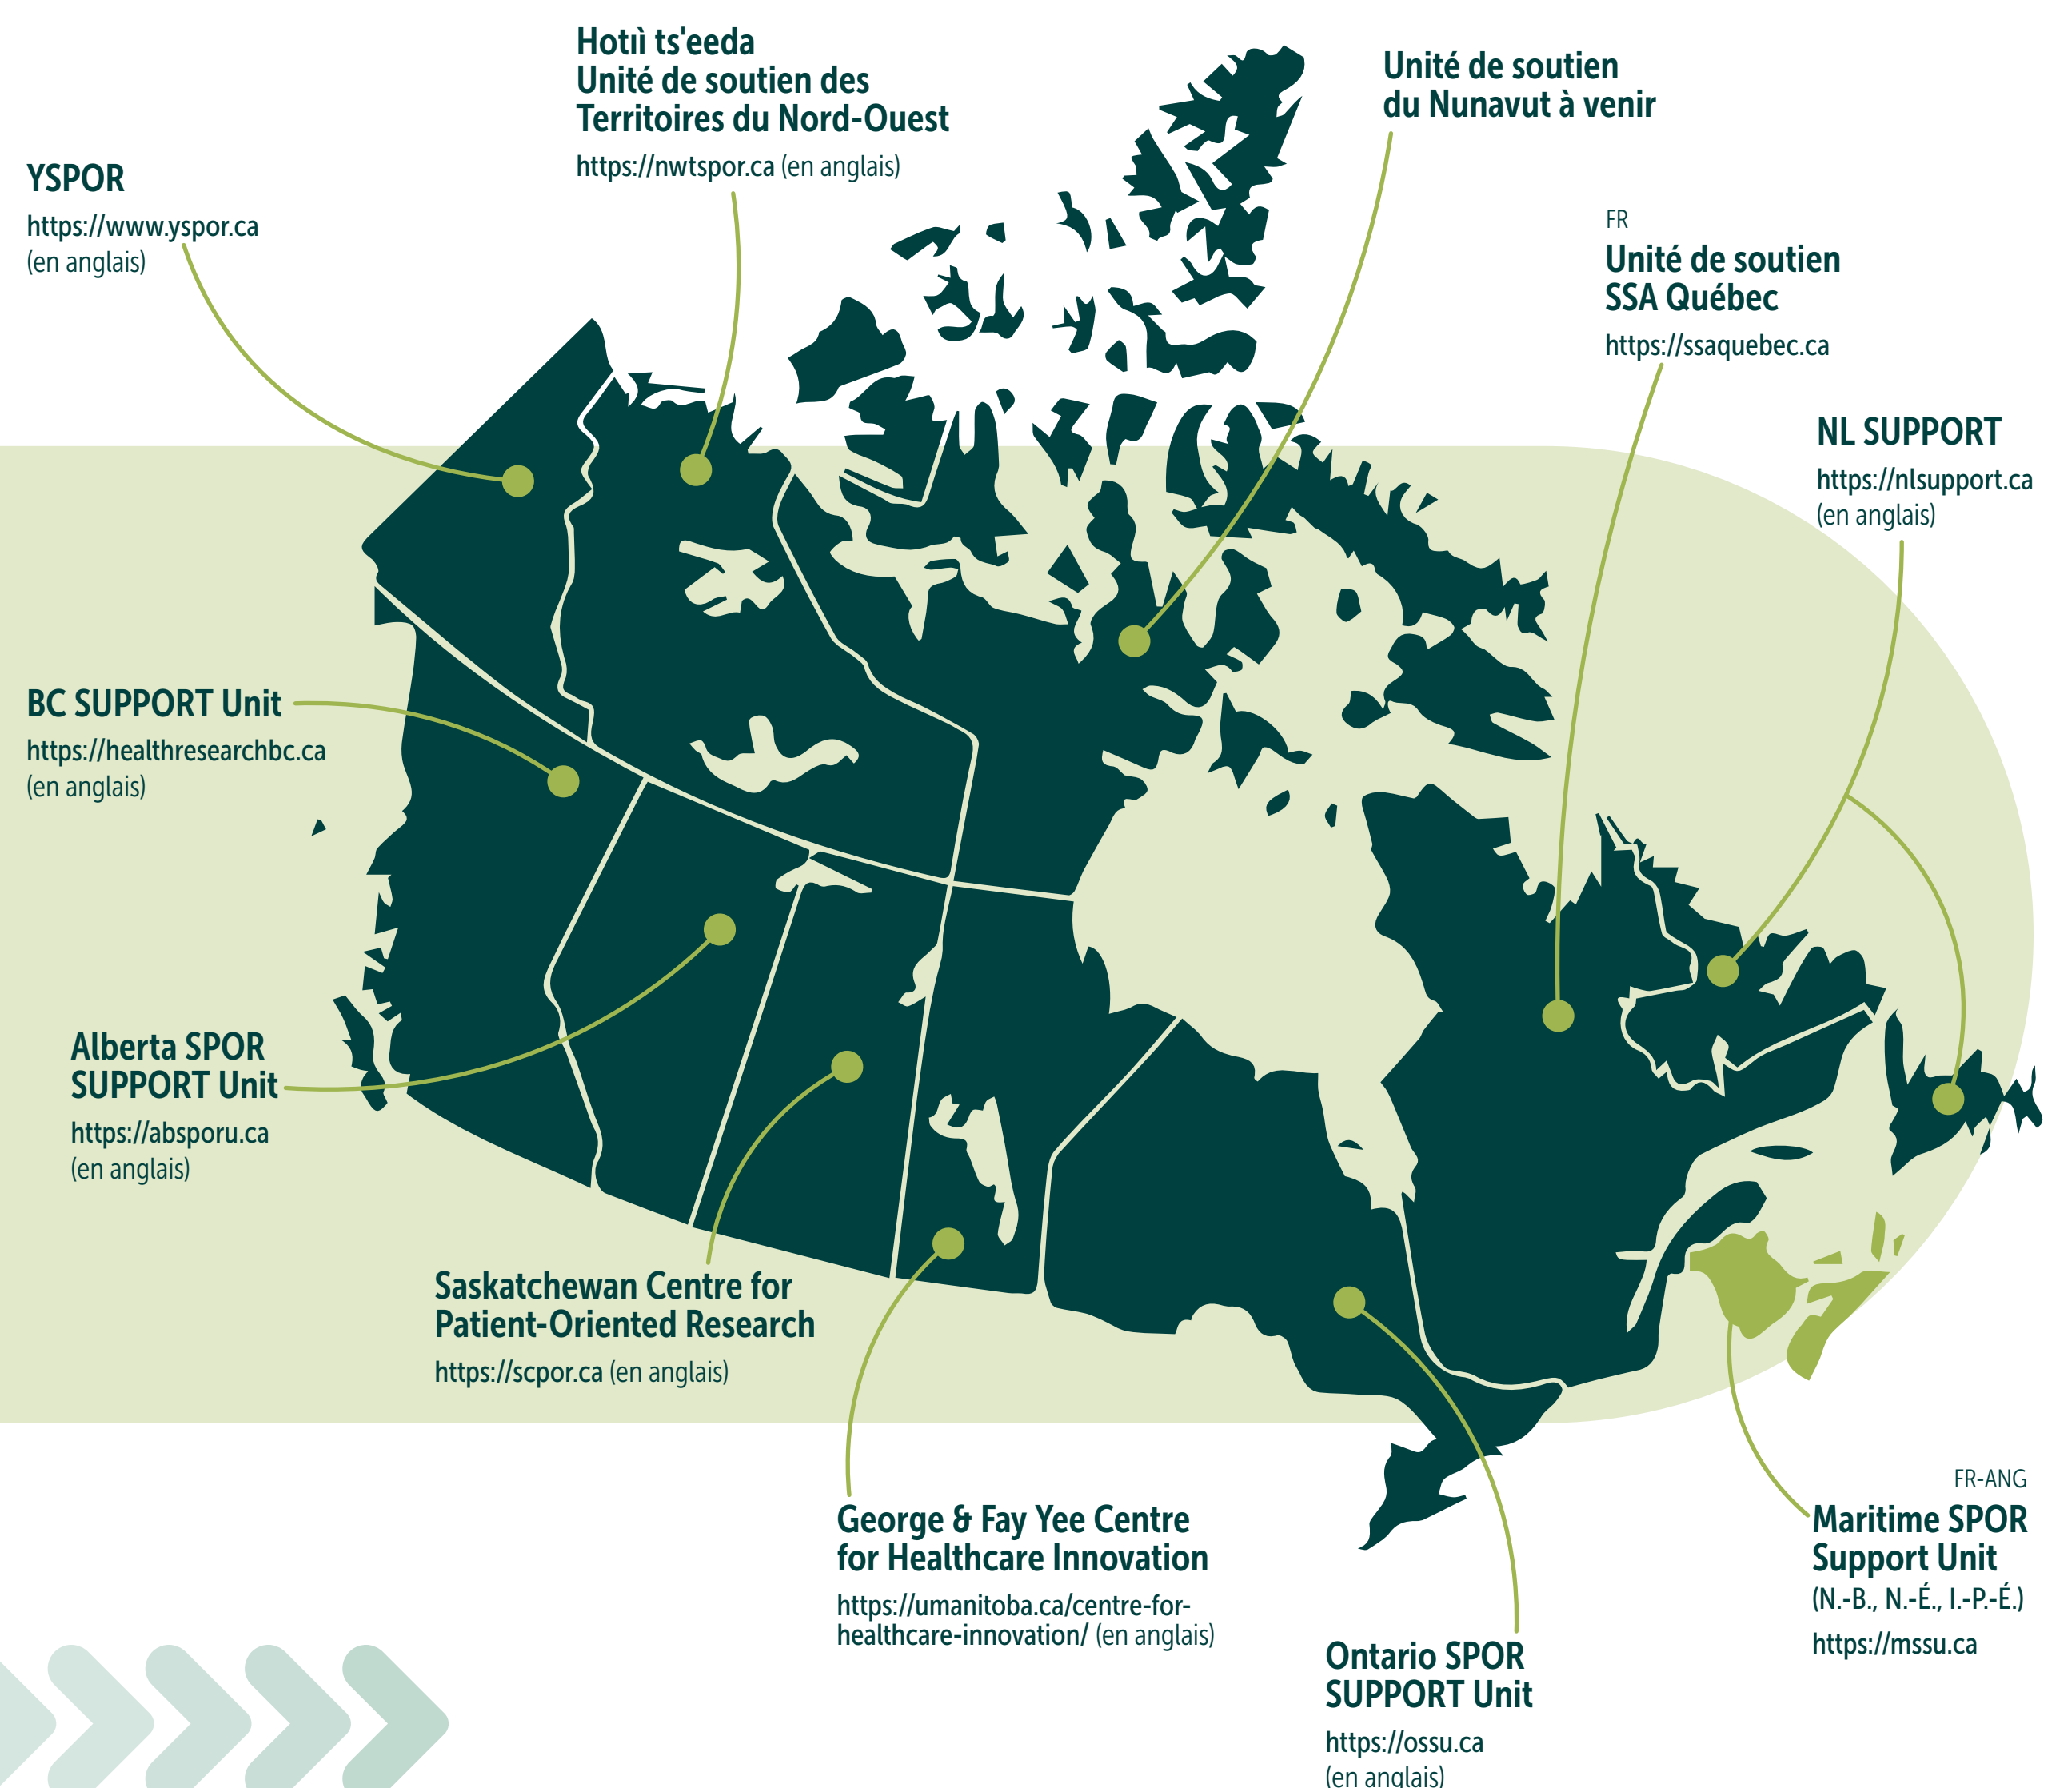 Hotıì ts'eeda
Unité de soutien des
Territoires du Nord-Ouest
https://nwtspor.ca (en anglais)
Unité de soutien
du Nunavut à venir
YSPOR
https://www.yspor.ca
(en anglais)
FR
Unité de soutien
SSA Québec
https://ssaquebec.ca
NL SUPPORT
https://nlsupport.ca
(en anglais)
BC SUPPORT Unit
https://healthresearchbc.ca
(en anglais)
Alberta SPOR
SUPPORT Unit
https://absporu.ca
(en anglais)
Saskatchewan Centre for
Patient-Oriented Research
https://scpor.ca (en anglais)
George & Fay Yee Centre
for Healthcare Innovation
https://umanitoba.ca/centre-for-
healthcare-innovation/ (en anglais)
Ontario SPOR
SUPPORT Unit
https://ossu.ca
(en anglais)
FR-ANG
Maritime SPOR
Support Unit
(N.-B., N.-É., I.-P.-É.)
https://mssu.ca